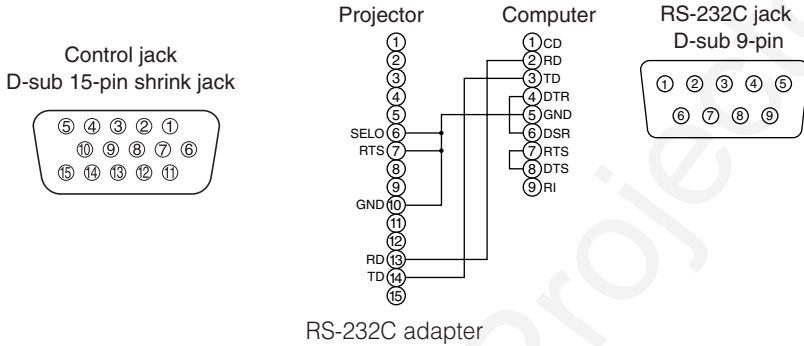 Control jack
D-sub 15-pin shrink jack
⑤ ④ ③ ② ①
⑩ ⑨ ⑧ ⑦ ⑥
⑮ ⑭ ⑬ ⑫ ⑪
Projector
①
②
③
④
⑤
SELO ⑥
RTS ⑦
⑧
⑨
GND ⑩
⑪
⑫
RD ⑬
TD ⑭
⑮
Computer
① CD
② RD
③ TD
④ DTR
⑤ GND
⑥ DSR
⑦ RTS
⑧ DTS
⑨ RI
RS-232C jack
D-sub 9-pin
① ② ③ ④ ⑤
⑥ ⑦ ⑧ ⑨
RS-232C adapter
Projec